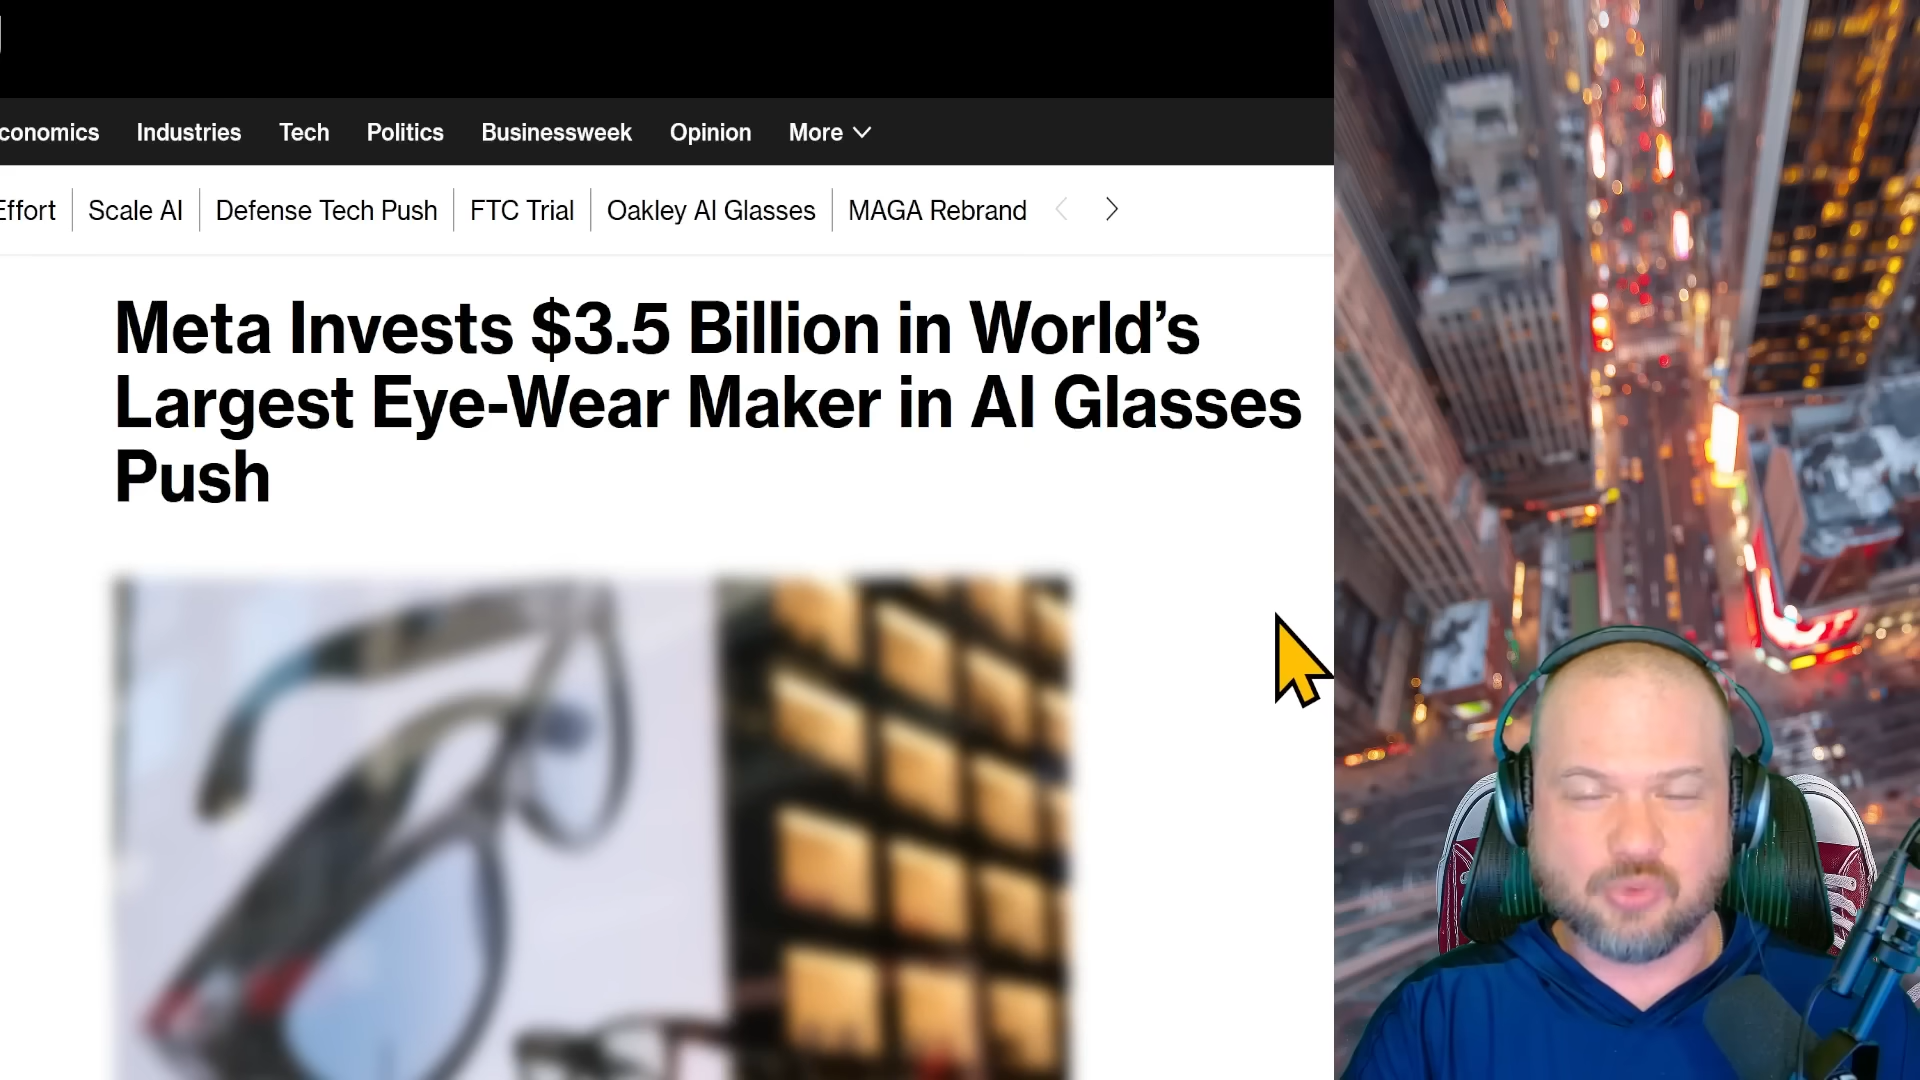 conomics Industries Tech Politics Businessweek Opinion More
Effort Scale AI Defense Tech Push FTC Trial Oakley AI Glasses MAGA Rebrand
Meta Invests $3.5 Billion in World’s
Largest Eye-Wear Maker in AI Glasses
Push